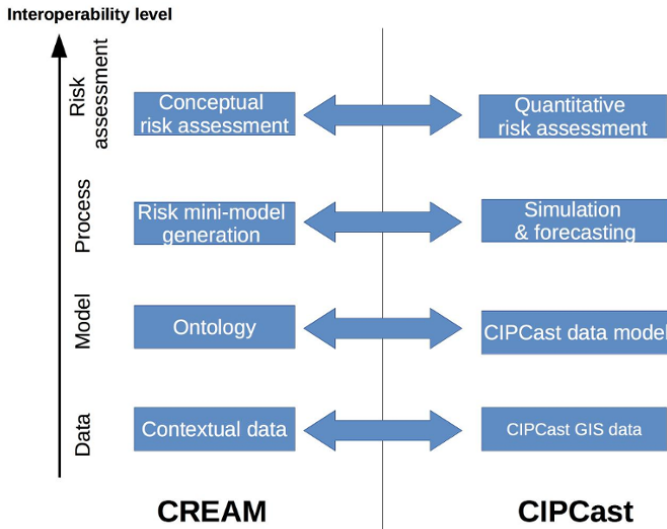 Interoperability level
Risk
assessment
Conceptual
risk assessment
Quantitative
risk assessment
Process
Risk mini-model
generation
Simulation
& forecasting
Model
Ontology
CIPCast data model
Data
Contextual data
CIPCast GIS data
CREAM
CIPCast